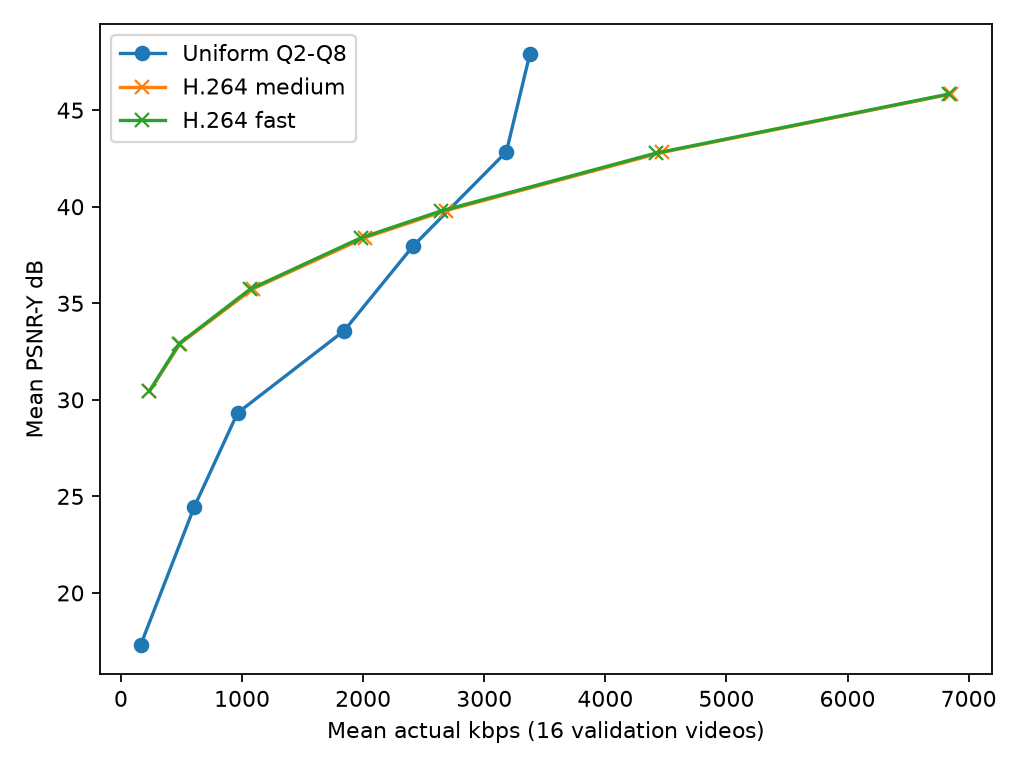 Uniform Q2-Q8
H.264 medium
H.264 fast
Mean PSNR-Y dB
45
40
35
30
25
20
0 1000 2000 3000 4000 5000 6000 7000
Mean actual kbps (16 validation videos)